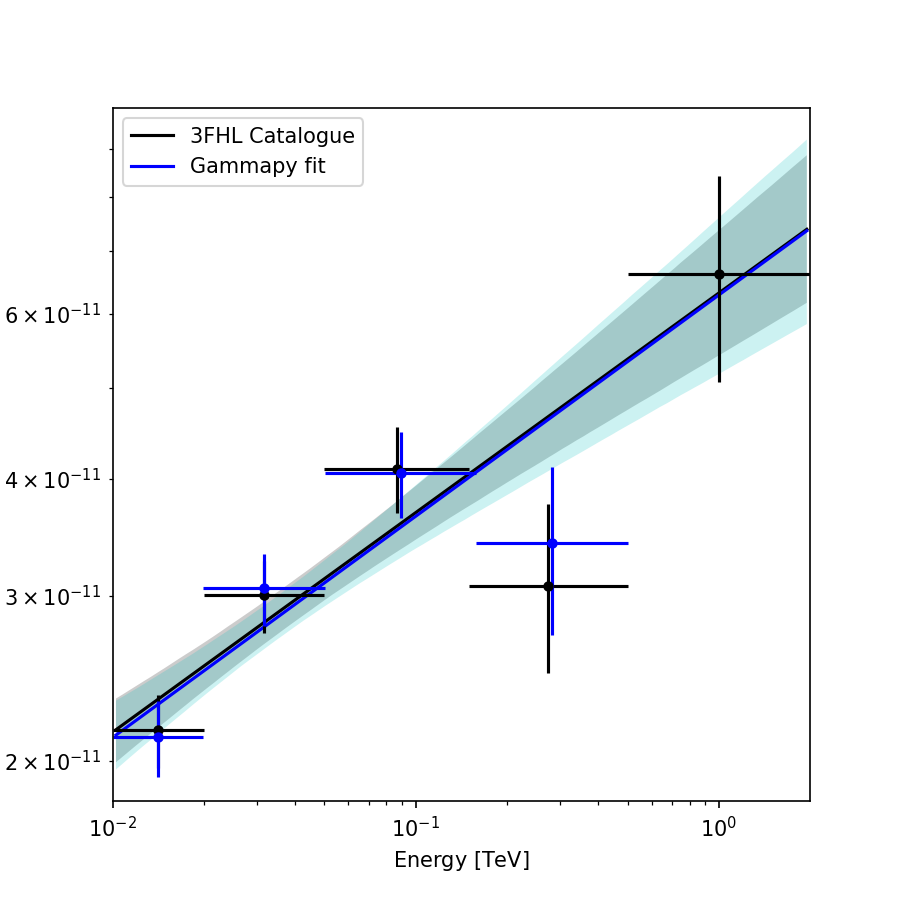 3FHL Catalogue
Gammapy fit
6 × 10⁻¹¹
4 × 10⁻¹¹
3 × 10⁻¹¹
2 × 10⁻¹¹
10⁻² 10⁻¹ 10⁰
Energy [TeV]